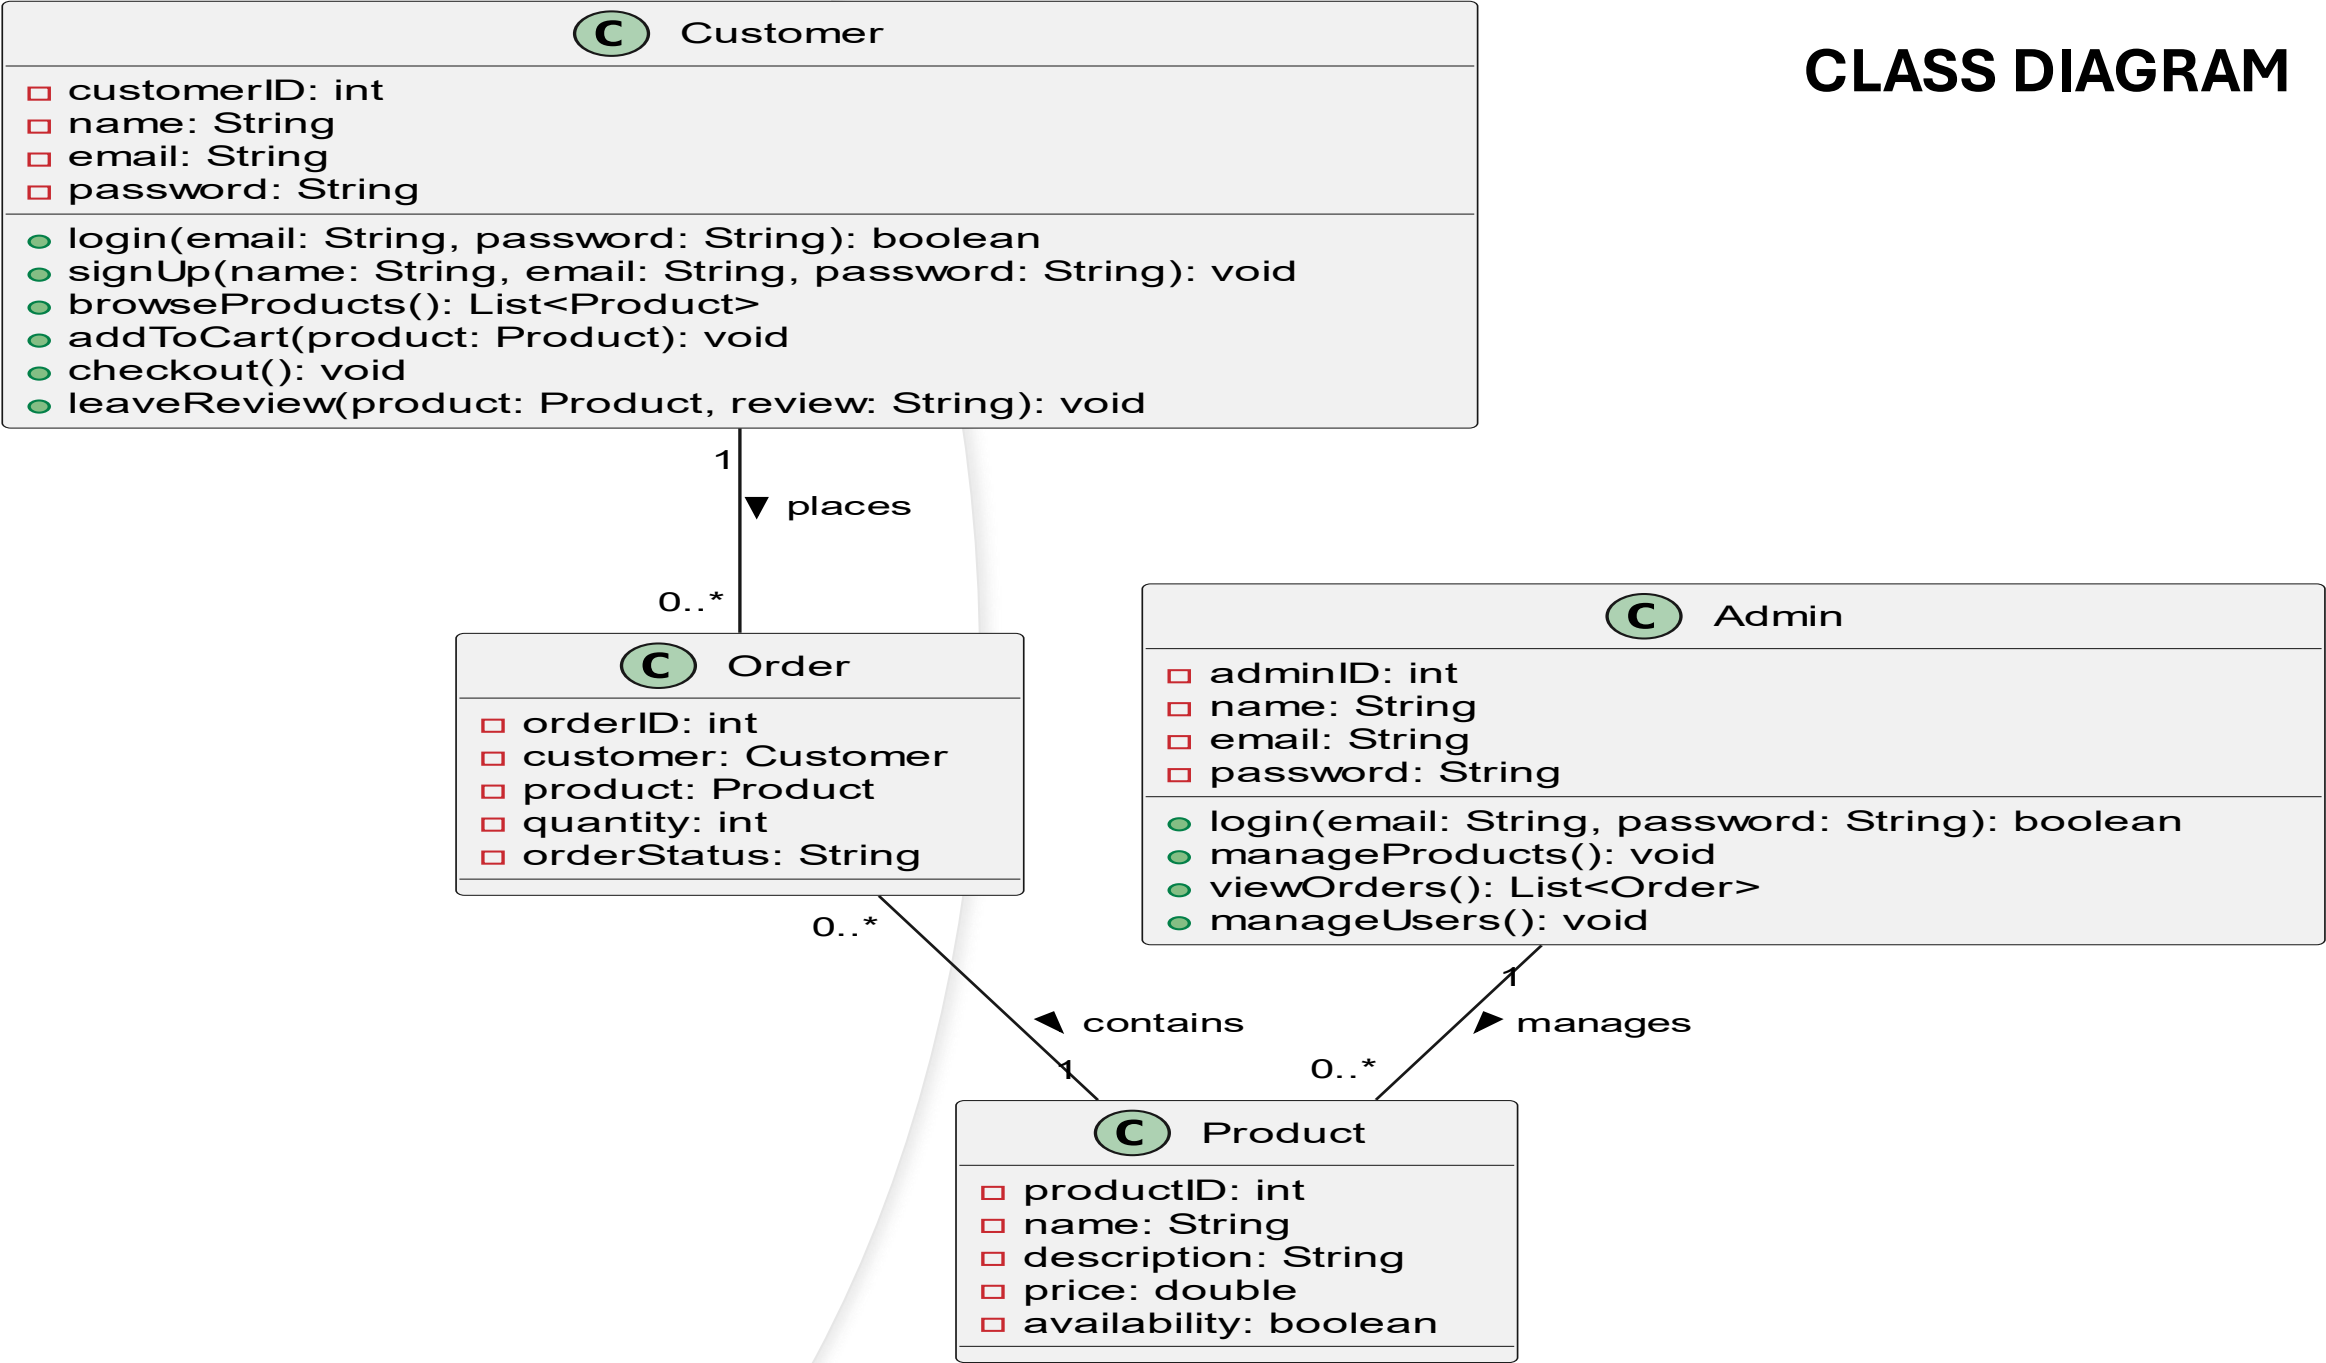 C Customer
CLASS DIAGRAM
customerID: int
name: String
email: String
password: String
login(email: String, password: String): boolean
signUp(name: String, email: String, password: String): void
browseProducts(): List<Product>
addToCart(product: Product): void
checkout(): void
leaveReview(product: Product, review: String): void
1
places
0..*
C Order
orderID: int
customer: Customer
product: Product
quantity: int
orderStatus: String
C Admin
adminID: int
name: String
email: String
password: String
login(email: String, password: String): boolean
manageProducts(): void
viewOrders(): List<Order>
manageUsers(): void
0..*
contains
1
1
manages
0..*
C Product
productID: int
name: String
description: String
price: double
availability: boolean